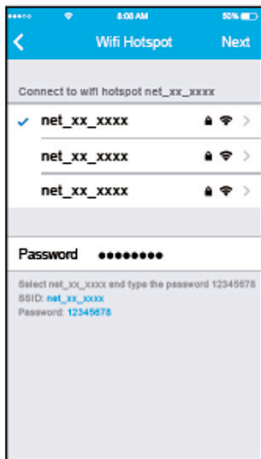 8:00 AM 50%
Wifi Hotspot Next
Connect to wifi hotspot net_xx_xxxx
net_xx_xxxx
net_xx_xxxx
net_xx_xxxx
Password ●●●●●●●●
Select net_xx_xxxx and type the password 12345678
SSID: net_xx_xxxx
Password: 12345678